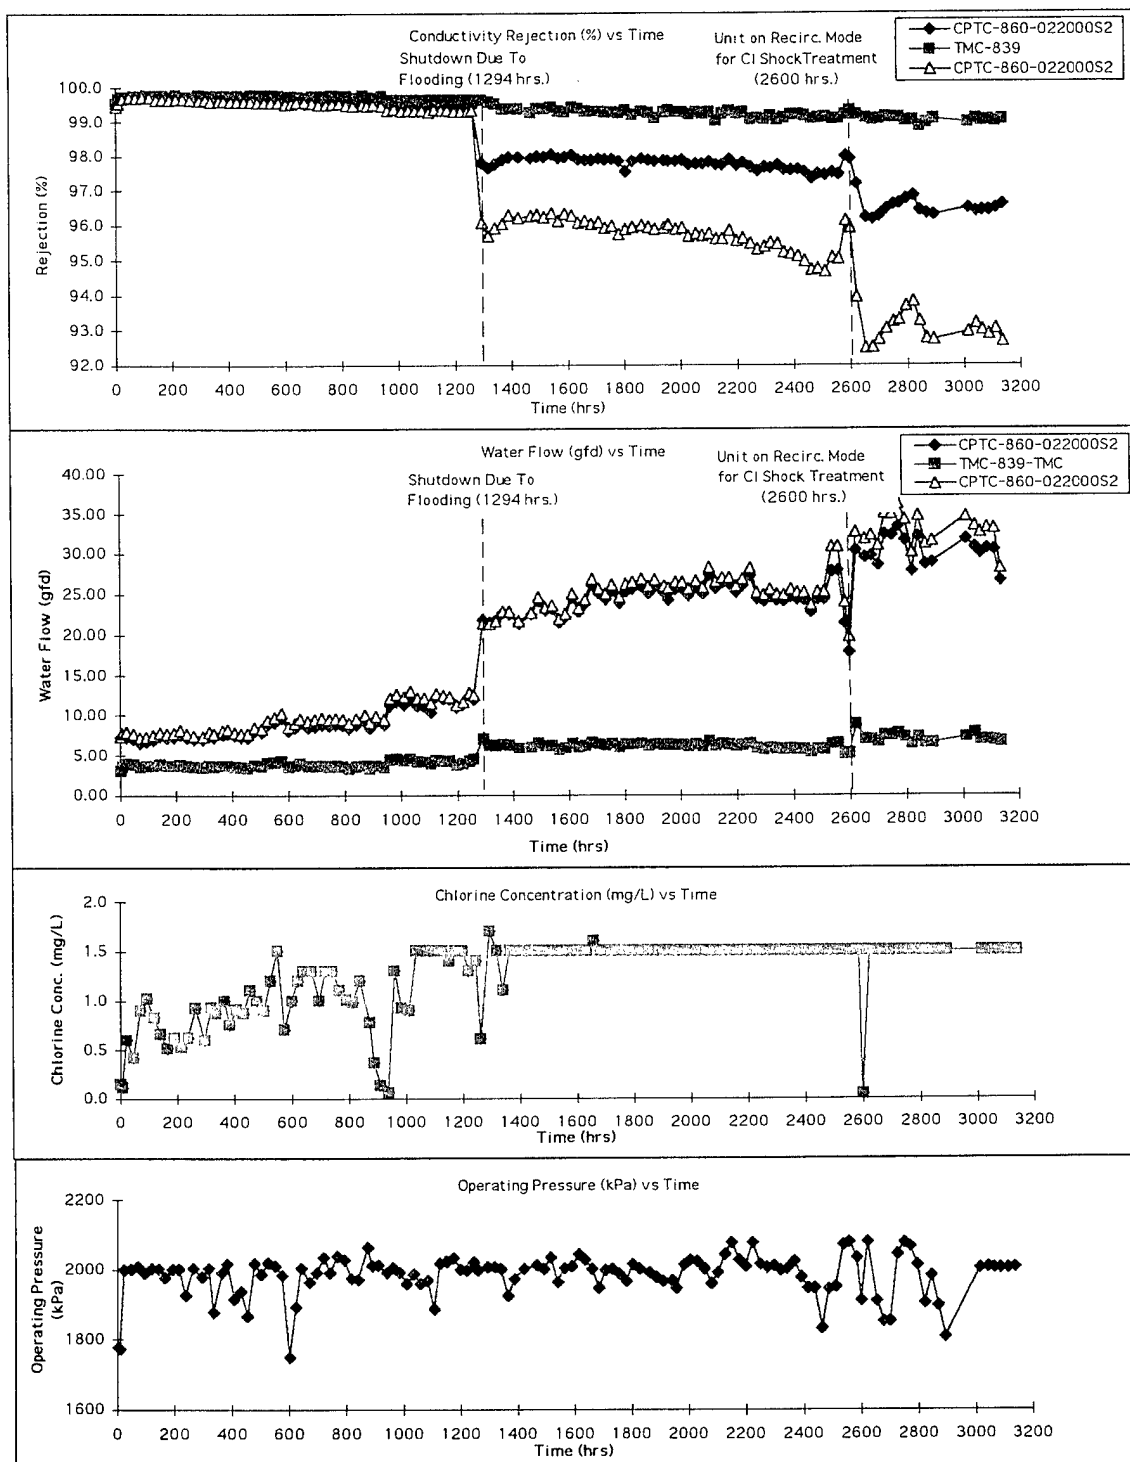 Conductivity Rejection (%) vs Time
Shutdown Due To
Flooding (1294 hrs.)
Unit on Recirc. Mode
for Cl Shock Treatment
(2600 hrs.)
CPTC-860-022000S2
TMC-839
CPTC-860-022000S2
Rejection (%)
100.0
99.0
98.0
97.0
96.0
95.0
94.0
93.0
92.0
0 200 400 600 800 1000 1200 1400 1600 1800 2000 2200 2400 2600 2800 3000 3200
Time (hrs)
Water Flow (gfd) vs Time
Shutdown Due To
Flooding (1294 hrs.)
Unit on Recirc. Mode
for Cl Shock Treatment
(2600 hrs.)
CPTC-860-022000S2
TMC-839-TMC
CPTC-860-022000S2
Water Flow (gfd)
40.00
35.00
30.00
25.00
20.00
15.00
10.00
5.00
0.00
0 200 400 600 800 1000 1200 1400 1600 1800 2000 2200 2400 2600 2800 3000 3200
Time (hrs)
Chlorine Concentration (mg/L) vs Time
Chlorine Conc. (mg/L)
2.0
1.5
1.0
0.5
0.0
0 200 400 600 800 1000 1200 1400 1600 1800 2000 2200 2400 2600 2800 3000 3200
Time (hrs)
Operating Pressure (kPa) vs Time
Operating Pressure
(kPa)
2200
2000
1800
1600
0 200 400 600 800 1000 1200 1400 1600 1800 2000 2200 2400 2600 2800 3000 3200
Time (hrs)